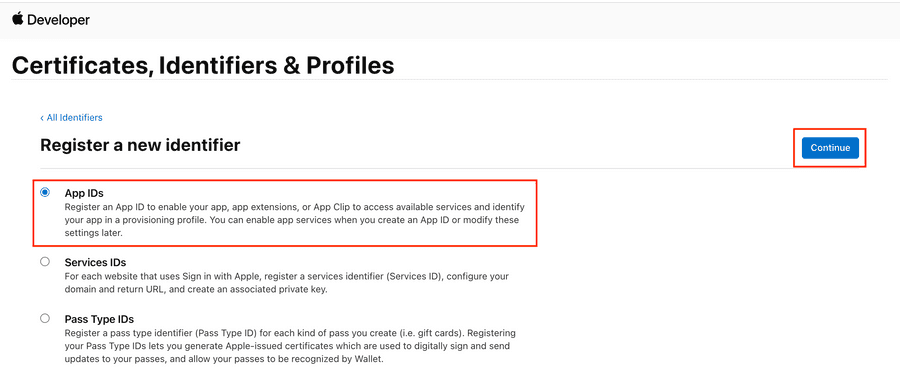 Developer
Certificates, Identifiers & Profiles
‹ All Identifiers
Register a new identifier
Continue
App IDs
Register an App ID to enable your app, app extensions, or App Clip to access available services and identify
your app in a provisioning profile. You can enable app services when you create an App ID or modify these
settings later.
Services IDs
For each website that uses Sign in with Apple, register a services identifier (Services ID), configure your
domain and return URL, and create an associated private key.
Pass Type IDs
Register a pass type identifier (Pass Type ID) for each kind of pass you create (i.e. gift cards). Registering
your Pass Type IDs lets you generate Apple-issued certificates which are used to digitally sign and send
updates to your passes, and allow your passes to be recognized by Wallet.